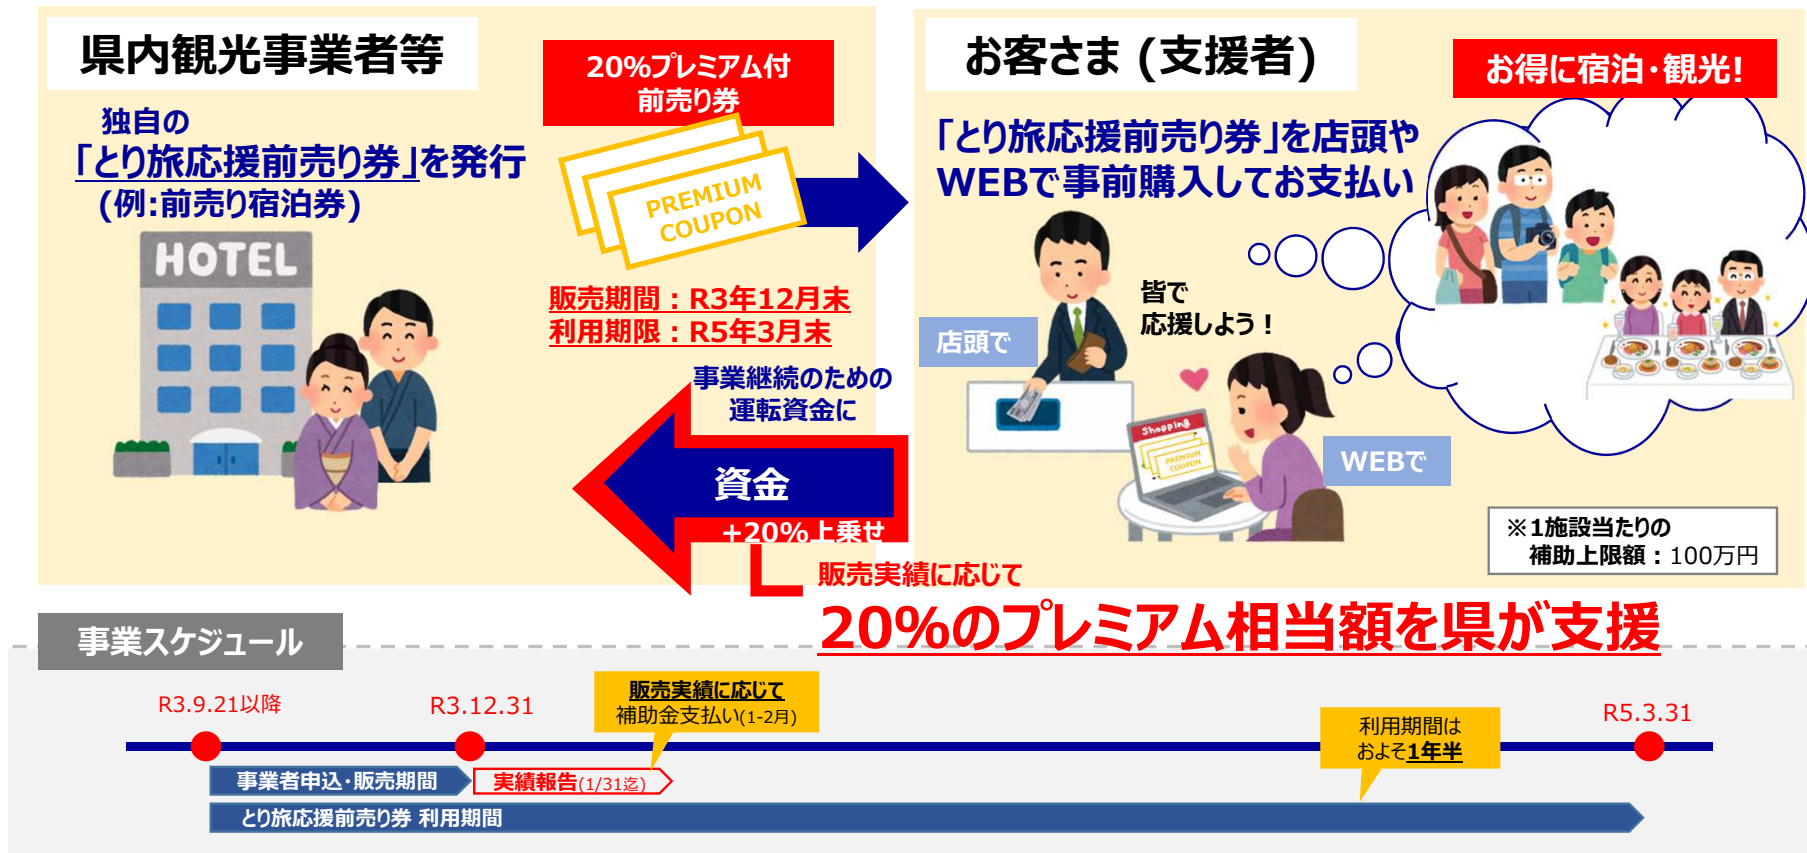 県内観光事業者等
独自の
「とり旅応援前売り券」を発行
(例:前売り宿泊券)
HOTEL
20%プレミアム付
前売り券
PREMIUM
COUPON
販売期間：R3年12月末
利用期限：R5年3月末
事業継続のための
運転資金に
資金
+20%上乗せ
販売実績に応じて
20%のプレミアム相当額を県が支援
お客さま (支援者)
お得に宿泊・観光!
「とり旅応援前売り券」を店頭や
WEBで事前購入してお支払い
皆で
応援しよう！
店頭で
Shopping
PREMIUM
COUPON
WEBで
※1施設当たりの
補助上限額：100万円
事業スケジュール
R3.9.21以降
R3.12.31
販売実績に応じて
補助金支払い(1-2月)
利用期間は
およそ1年半
R5.3.31
事業者申込・販売期間
実績報告(1/31迄)
とり旅応援前売り券 利用期間